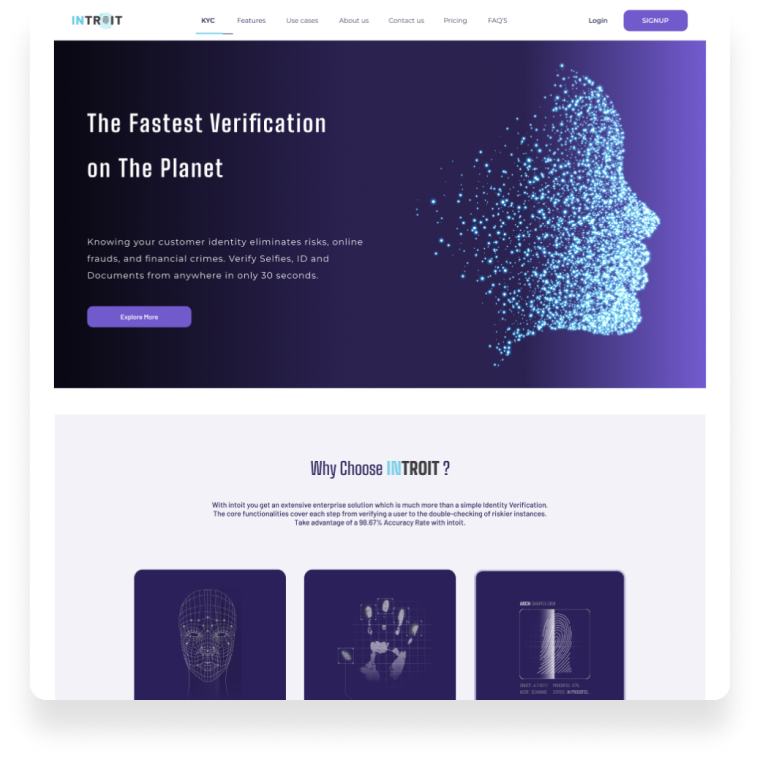 INTROIT
KYC Features Use cases About us Contact us Pricing FAQ'S Login SIGNUP
The Fastest Verification
on The Planet
Knowing your customer identity eliminates risks, online
frauds, and financial crimes. Verify Selfies, ID and
Documents from anywhere in only 30 seconds.
Explore More
Why Choose INTROIT ?
With intoit you get an extensive enterprise solution which is much more than a simple Identity Verification.
The core functionalities cover each step from verifying a user to the double-checking of riskier instances.
Take advantage of a 98.67% Accuracy Rate with intoit.